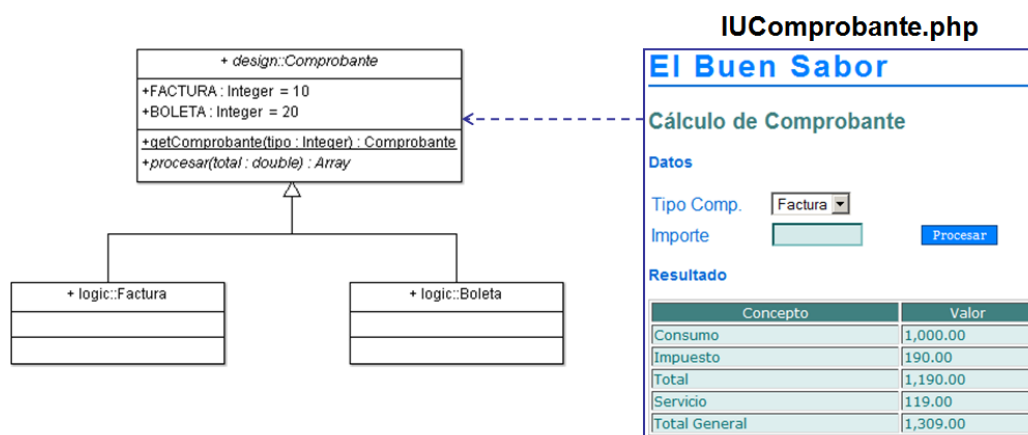 IUComprobante.php
+ design::Comprobante
+FACTURA : Integer = 10
+BOLETA : Integer = 20
+getComprobante(tipo : Integer) : Comprobante
+procesar(total : double) : Array
+ logic::Factura
+ logic::Boleta
El Buen Sabor
Cálculo de Comprobante
Datos
Tipo Comp. Factura
Importe Procesar
Resultado
Concepto Valor
Consumo 1,000.00
Impuesto 190.00
Total 1,190.00
Servicio 119.00
Total General 1,309.00